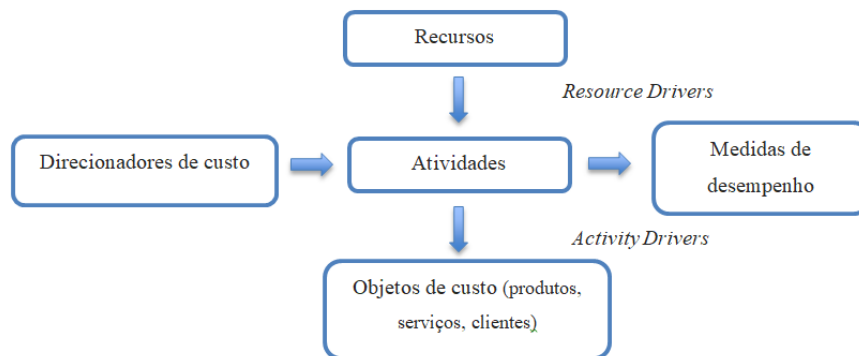 Recursos
Resource Drivers
Direcionadores de custo
Atividades
Medidas de
desempenho
Activity Drivers
Objetos de custo (produtos,
serviços, clientes)